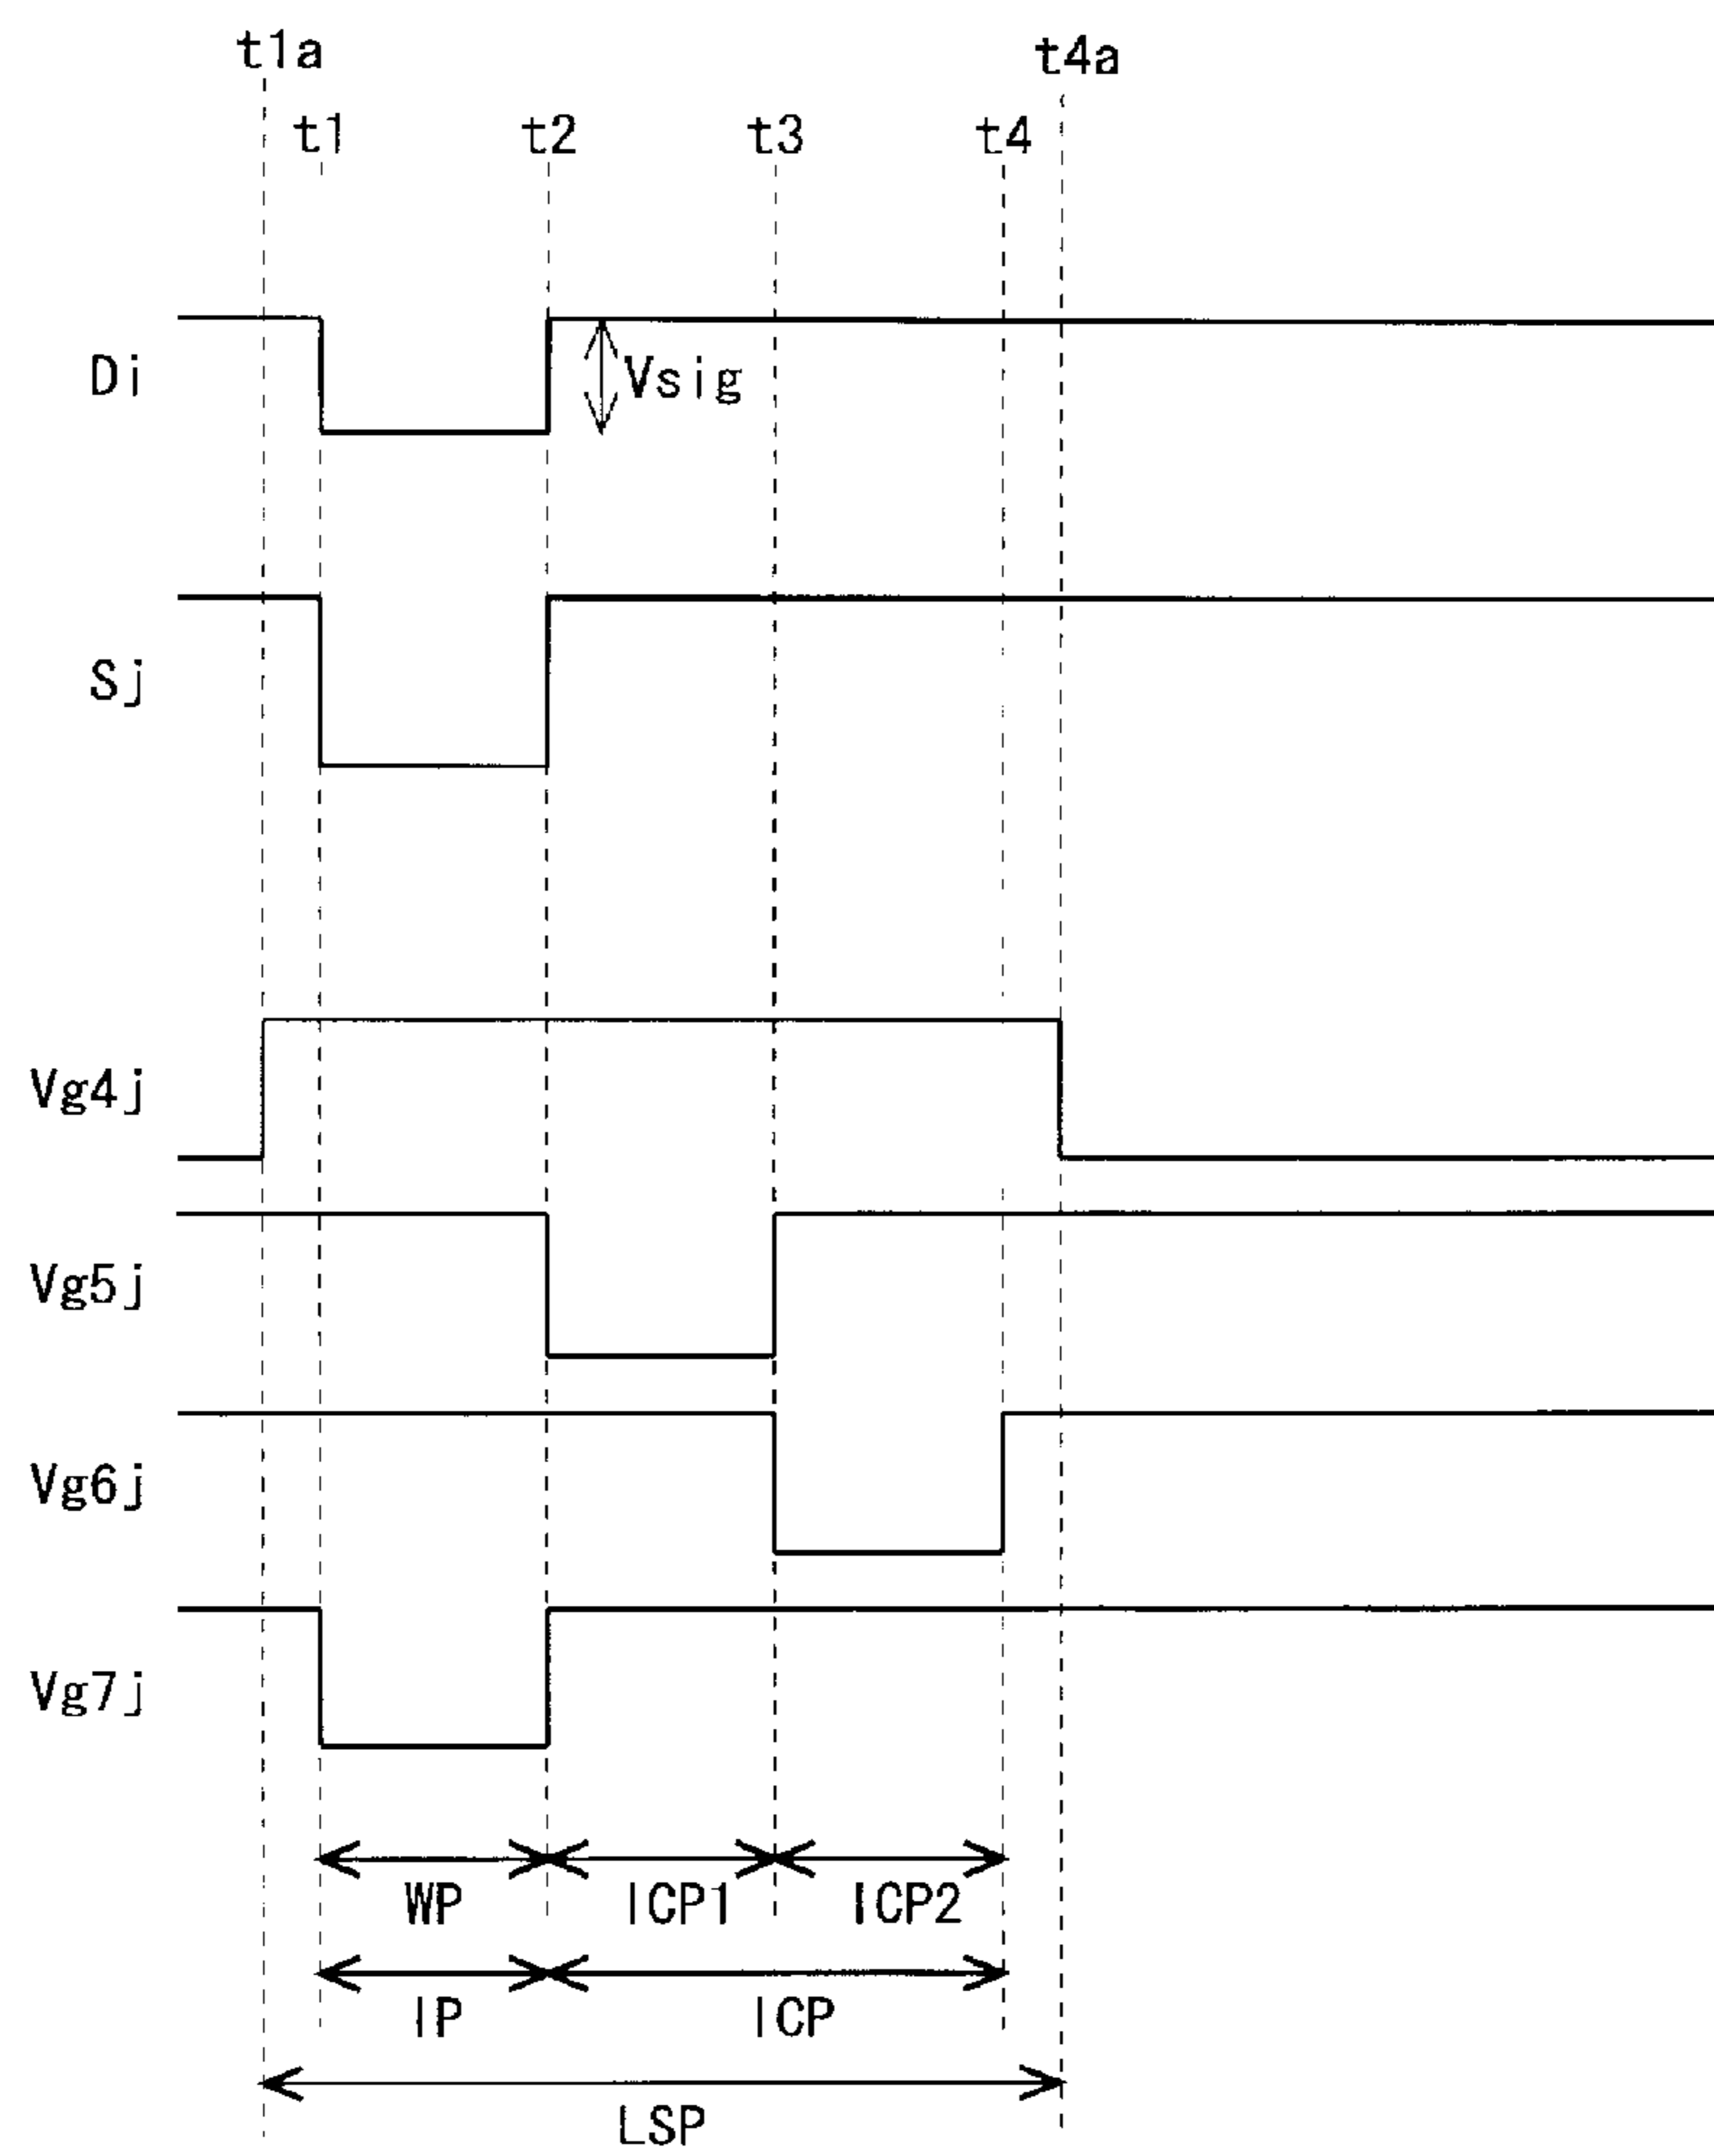 t1a
t4a
t1
t2
t3
t4
Di
Vsig
Sj
Vg4j
Vg5j
Vg6j
Vg7j
WP
ICP1
ICP2
IP
ICP
LSP